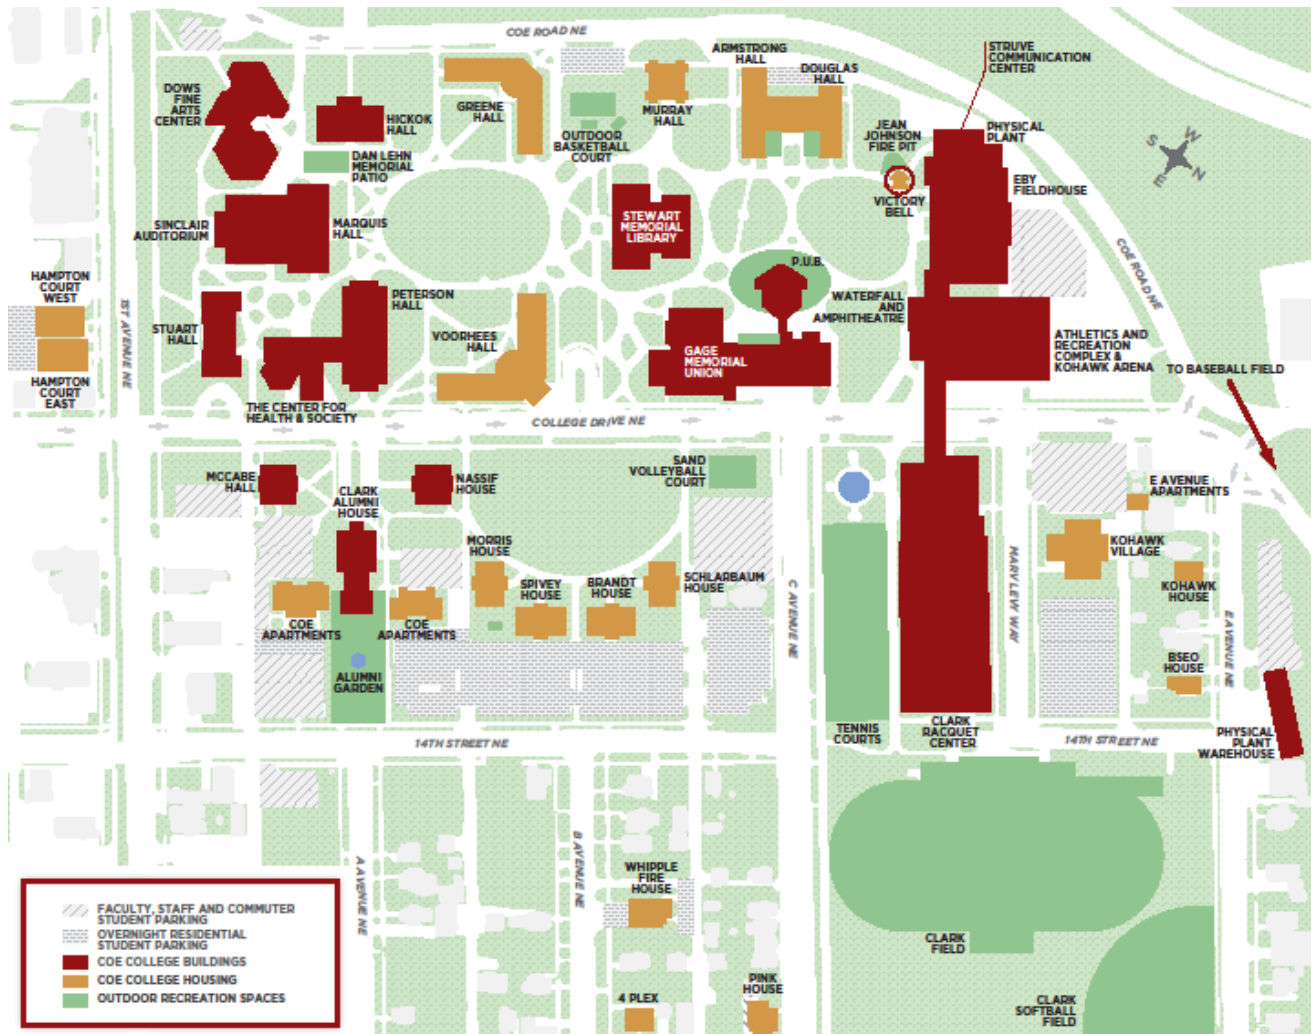 COE ROAD NE
STRUVE
COMMUNICATION
CENTER
ARMSTRONG
HALL
DOUGLAS
HALL
DOWS
FINE
ARTS
CENTER
HICKOK
HALL
GREENE
HALL
OUTDOOR
BASKETBALL
COURT
MURRAY
HALL
JEAN
JOHNSON
FIRE PIT
PHYSICAL
PLANT
W
S
N
E
DAN LEHN
MEMORIAL
PATIO
EBY
FIELDHOUSE
VICTORY
BELL
SINCLAIR
AUDITORIUM
MARQUIS
HALL
STEWART
MEMORIAL
LIBRARY
COE ROAD NE
P.U.B.
HAMPTON
COURT
WEST
1ST AVENUE NE
STUART
HALL
PETERSON
HALL
VOORHEES
HALL
GAGE
MEMORIAL
UNION
WATERFALL
AND
AMPHITHEATRE
ATHLETICS AND
RECREATION
COMPLEX &
KOHAWK ARENA
TO BASEBALL FIELD
HAMPTON
COURT
EAST
THE CENTER FOR
HEALTH & SOCIETY
COLLEGE DRIVE NE
MCCABE
HALL
CLARK
ALUMNI
HOUSE
NASSIF
HOUSE
SAND
VOLLEYBALL
COURT
E AVENUE
APARTMENTS
MORRIS
HOUSE
SPIVEY
HOUSE
BRANDT
HOUSE
SCHLARBAUM
HOUSE
C AVENUE NE
MARV LEVY WAY
KOHAWK
VILLAGE
KOHAWK
HOUSE
E AVENUE NE
COE
APARTMENTS
COE
APARTMENTS
BSEO
HOUSE
ALUMNI
GARDEN
14TH STREET NE
TENNIS
COURTS
CLARK
RACQUET
CENTER
14TH STREET NE
PHYSICAL
PLANT
WAREHOUSE
A AVENUE NE
B AVENUE NE
WHIPPLE
FIRE
HOUSE
CLARK
FIELD
4 PLEX
PINK
HOUSE
CLARK
SOFTBALL
FIELD
FACULTY, STAFF AND COMMUTER
STUDENT PARKING
OVERNIGHT RESIDENTIAL
STUDENT PARKING
COE COLLEGE BUILDINGS
COE COLLEGE HOUSING
OUTDOOR RECREATION SPACES